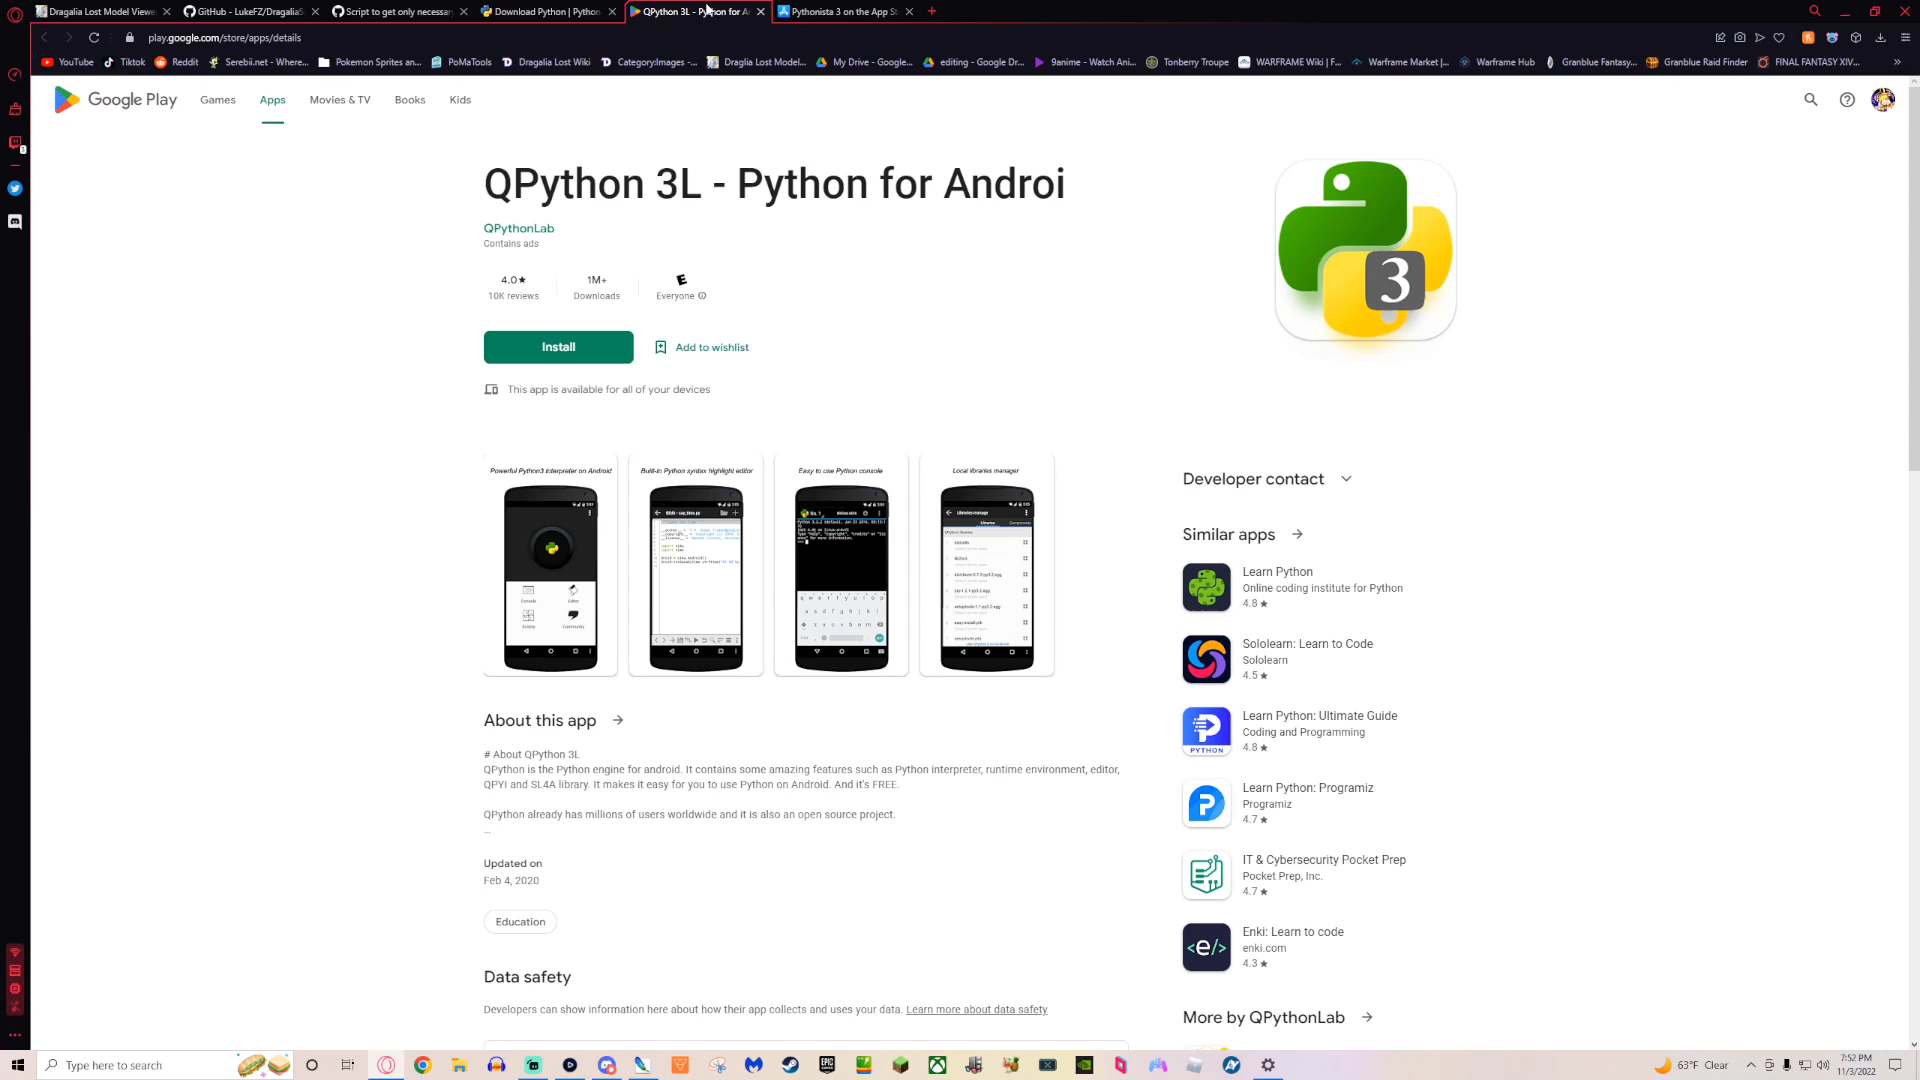 Dragalia Lost Model Viewe
GitHub - LukeFZ/DragaliaS
Script to get only necessar
Download Python | Python
QPython 3L - Python for A
Pythonista 3 on the App St
play.google.com/store/apps/details
YouTube
Tiktok
Reddit
Serebii.net - Where...
Pokemon Sprites an...
PoMaTools
Dragalia Lost Wiki
Category:Images -...
Draglia Lost Model...
My Drive - Google...
editing - Google Dr...
9anime - Watch Ani...
Tonberry Troupe
WARFRAME Wiki | F...
Warframe Market |...
Warframe Hub
Granblue Fantasy...
Granblue Raid Finder
FINAL FANTASY XIV...
Google Play
Games
Apps
Movies & TV
Books
Kids
QPython 3L - Python for Androi
QPythonLab
Contains ads
4.0★
10K reviews
1M+
Downloads
Everyone
Install
Add to wishlist
This app is available for all of your devices
3
Powerful Python3 interpreter on Android
Built-in Python syntax highlight editor
Easy to use Python console
Local libraries manager
Developer contact
Similar apps
Learn Python
Online coding institute for Python
4.8 ★
Sololearn: Learn to Code
Sololearn
4.5 ★
Learn Python: Ultimate Guide
Coding and Programming
4.8 ★
PYTHON
Learn Python: Programiz
Programiz
4.7 ★
IT & Cybersecurity Pocket Prep
Pocket Prep, Inc.
4.7 ★
Enki: Learn to code
enki.com
4.3 ★
<e/>
More by QPythonLab
About this app
# About QPython 3L
QPython is the Python engine for android. It contains some amazing features such as Python interpreter, runtime environment, editor,
QPYI and SL4A library. It makes it easy for you to use Python on Android. And it's FREE.
QPython already has millions of users worldwide and it is also an open source project.
...
Updated on
Feb 4, 2020
Education
Data safety
Developers can show information here about how their app collects and uses your data. Learn more about data safety
Type here to search
63°F Clear
7:52 PM
11/3/2022